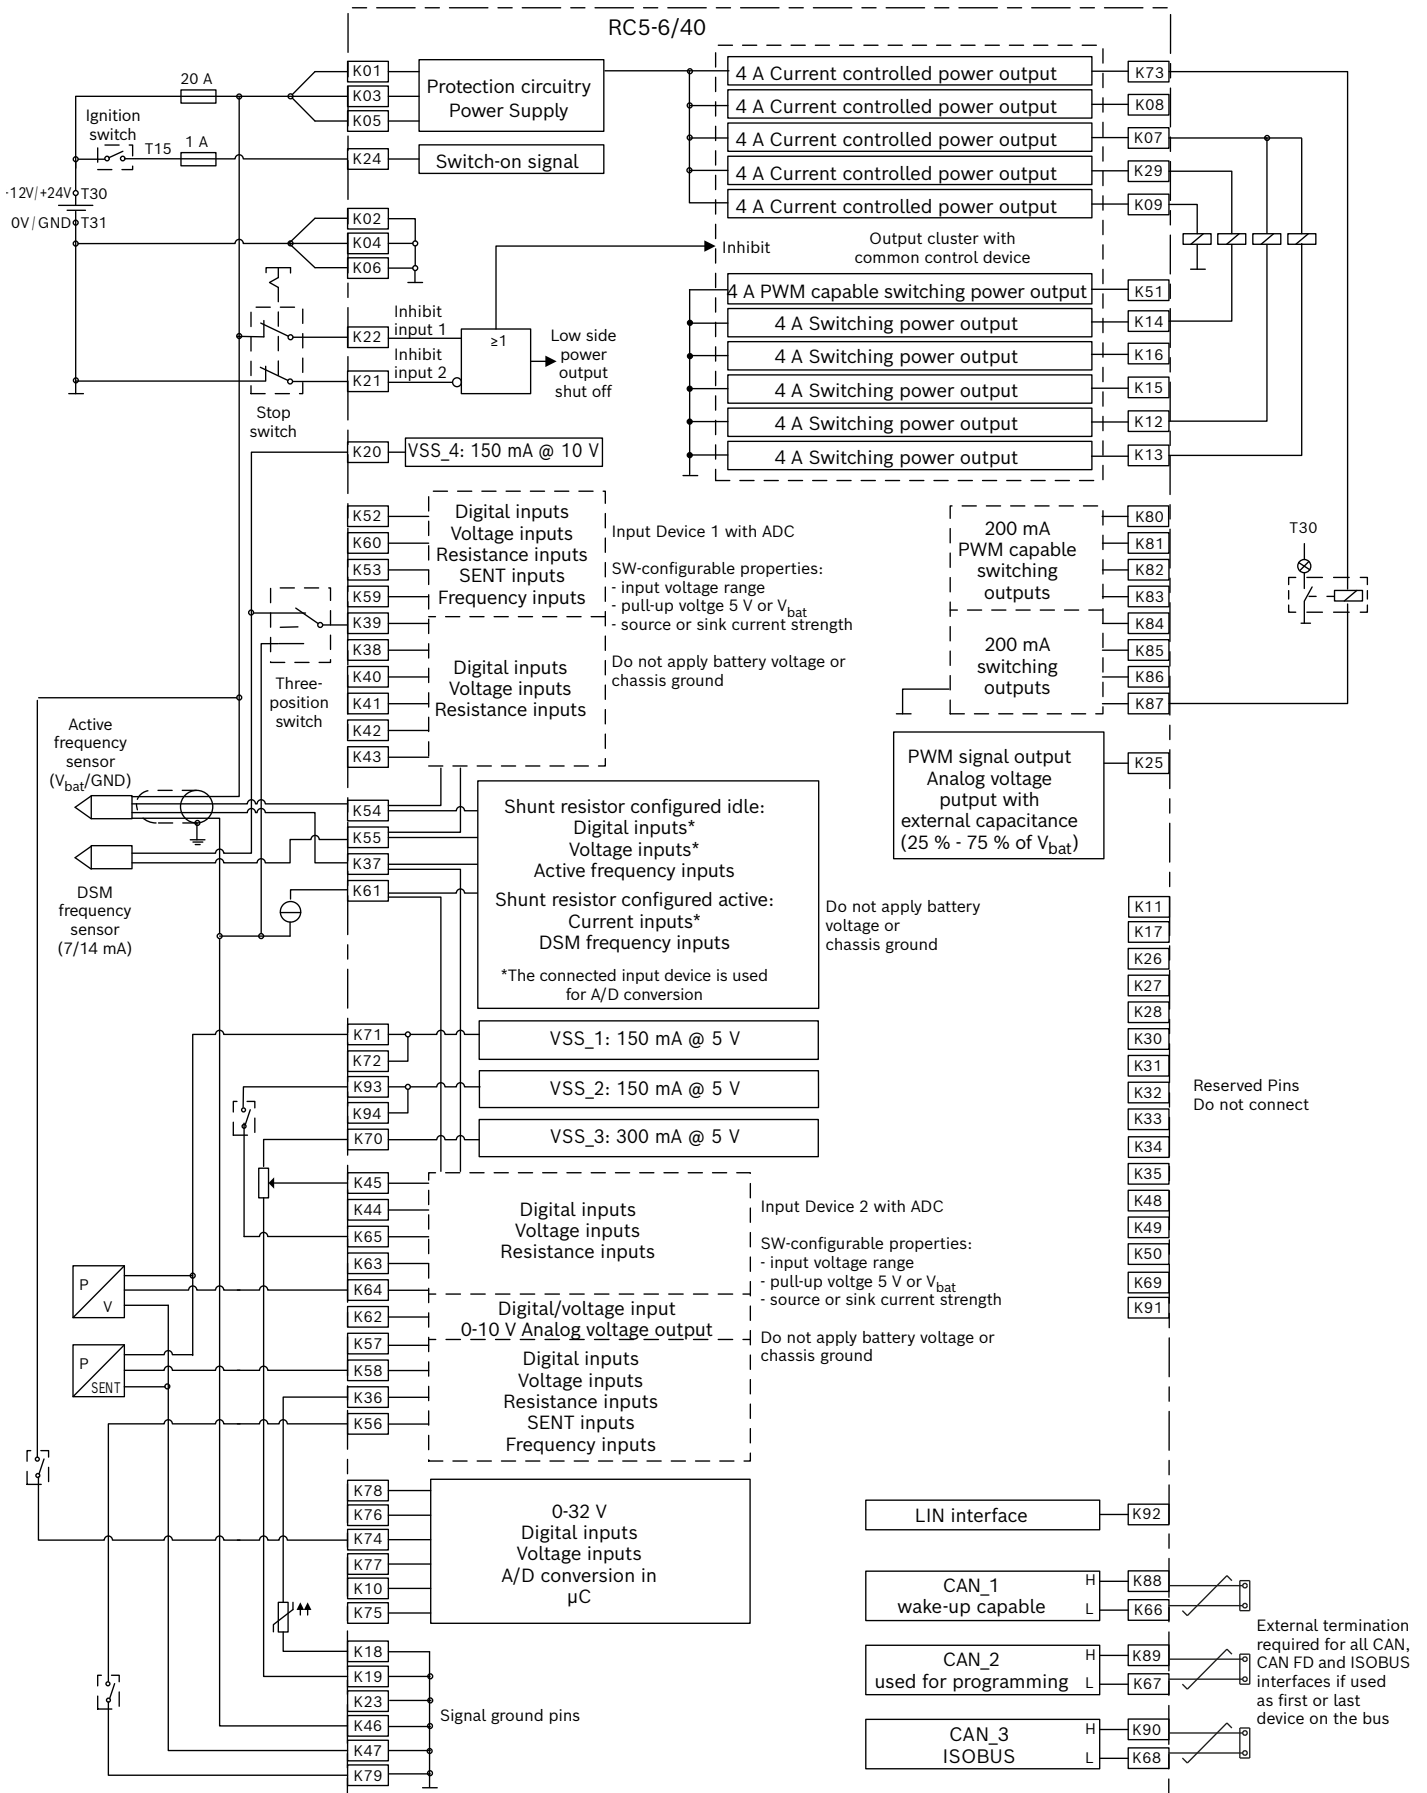 RC5-6/40
20 A
Ignition
switch
T15
1 A
-12V/+24V
T30
0V/GND
T31
K01
K03
K05
Protection circuitry
Power Supply
K24
Switch-on signal
K02
K04
K06
K22
Inhibit
input 1
K21
Inhibit
input 2
≥1
Low side
power
output
shut off
Stop
switch
K20
VSS_4: 150 mA @ 10 V
4 A Current controlled power output
K73
4 A Current controlled power output
K08
4 A Current controlled power output
K07
4 A Current controlled power output
K29
4 A Current controlled power output
K09
Inhibit
Output cluster with
common control device
4 A PWM capable switching power output
K51
4 A Switching power output
K14
4 A Switching power output
K16
4 A Switching power output
K15
4 A Switching power output
K12
4 A Switching power output
K13
K52
K60
K53
K59
K39
K38
K40
K41
K42
K43
Digital inputs
Voltage inputs
Resistance inputs
SENT inputs
Frequency inputs
Digital inputs
Voltage inputs
Resistance inputs
Input Device 1 with ADC
SW-configurable properties:
- input voltage range
- pull-up voltge 5 V or Vbat
- source or sink current strength
Do not apply battery voltage or
chassis ground
Three-
position
switch
200 mA
PWM capable
switching
outputs
K80
K81
K82
K83
200 mA
switching
outputs
K84
K85
K86
K87
T30
PWM signal output
Analog voltage
putput with
external capacitance
(25 % - 75 % of Vbat)
K25
Active
frequency
sensor
(Vbat/GND)
DSM
frequency
sensor
(7/14 mA)
K54
K55
K37
K61
Shunt resistor configured idle:
Digital inputs*
Voltage inputs*
Active frequency inputs
Shunt resistor configured active:
Current inputs*
DSM frequency inputs
*The connected input device is used
for A/D conversion
Do not apply battery
voltage or
chassis ground
K11
K17
K26
K27
K28
K30
K31
K32
K33
K34
K35
K48
K49
K50
K69
K91
Reserved Pins
Do not connect
K71
K72
VSS_1: 150 mA @ 5 V
K93
K94
VSS_2: 150 mA @ 5 V
K70
VSS_3: 300 mA @ 5 V
K45
K44
K65
K63
K64
K62
K57
K58
K36
K56
Digital inputs
Voltage inputs
Resistance inputs
Digital/voltage input
0-10 V Analog voltage output
Digital inputs
Voltage inputs
Resistance inputs
SENT inputs
Frequency inputs
Input Device 2 with ADC
SW-configurable properties:
- input voltage range
- pull-up voltge 5 V or Vbat
- source or sink current strength
Do not apply battery voltage or
chassis ground
P
V
P
SENT
K78
K76
K74
K77
K10
K75
0-32 V
Digital inputs
Voltage inputs
A/D conversion in
µC
K18
K19
K23
K46
K47
K79
Signal ground pins
LIN interface
K92
CAN_1
wake-up capable
H
L
K88
K66
CAN_2
used for programming
H
L
K89
K67
CAN_3
ISOBUS
H
L
K90
K68
External termination
required for all CAN,
CAN FD and ISOBUS
interfaces if used
as first or last
device on the bus